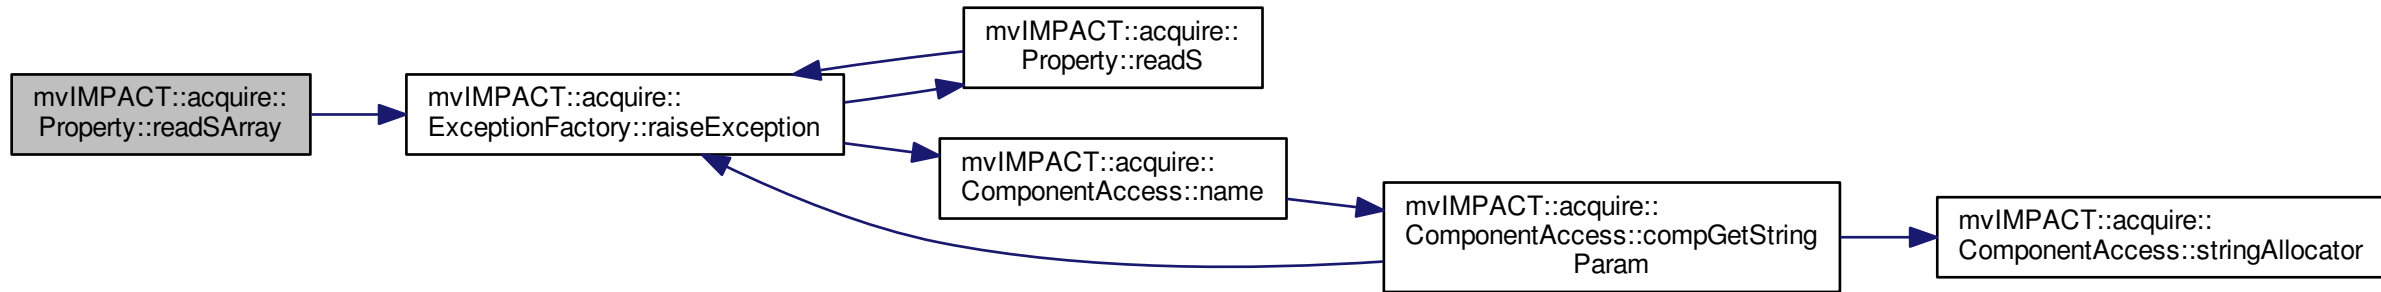 mvIMPACT::acquire::
Property::readSArray
mvIMPACT::acquire::
ExceptionFactory::raiseException
mvIMPACT::acquire::
Property::readS
mvIMPACT::acquire::
ComponentAccess::name
mvIMPACT::acquire::
ComponentAccess::compGetString
Param
mvIMPACT::acquire::
ComponentAccess::stringAllocator